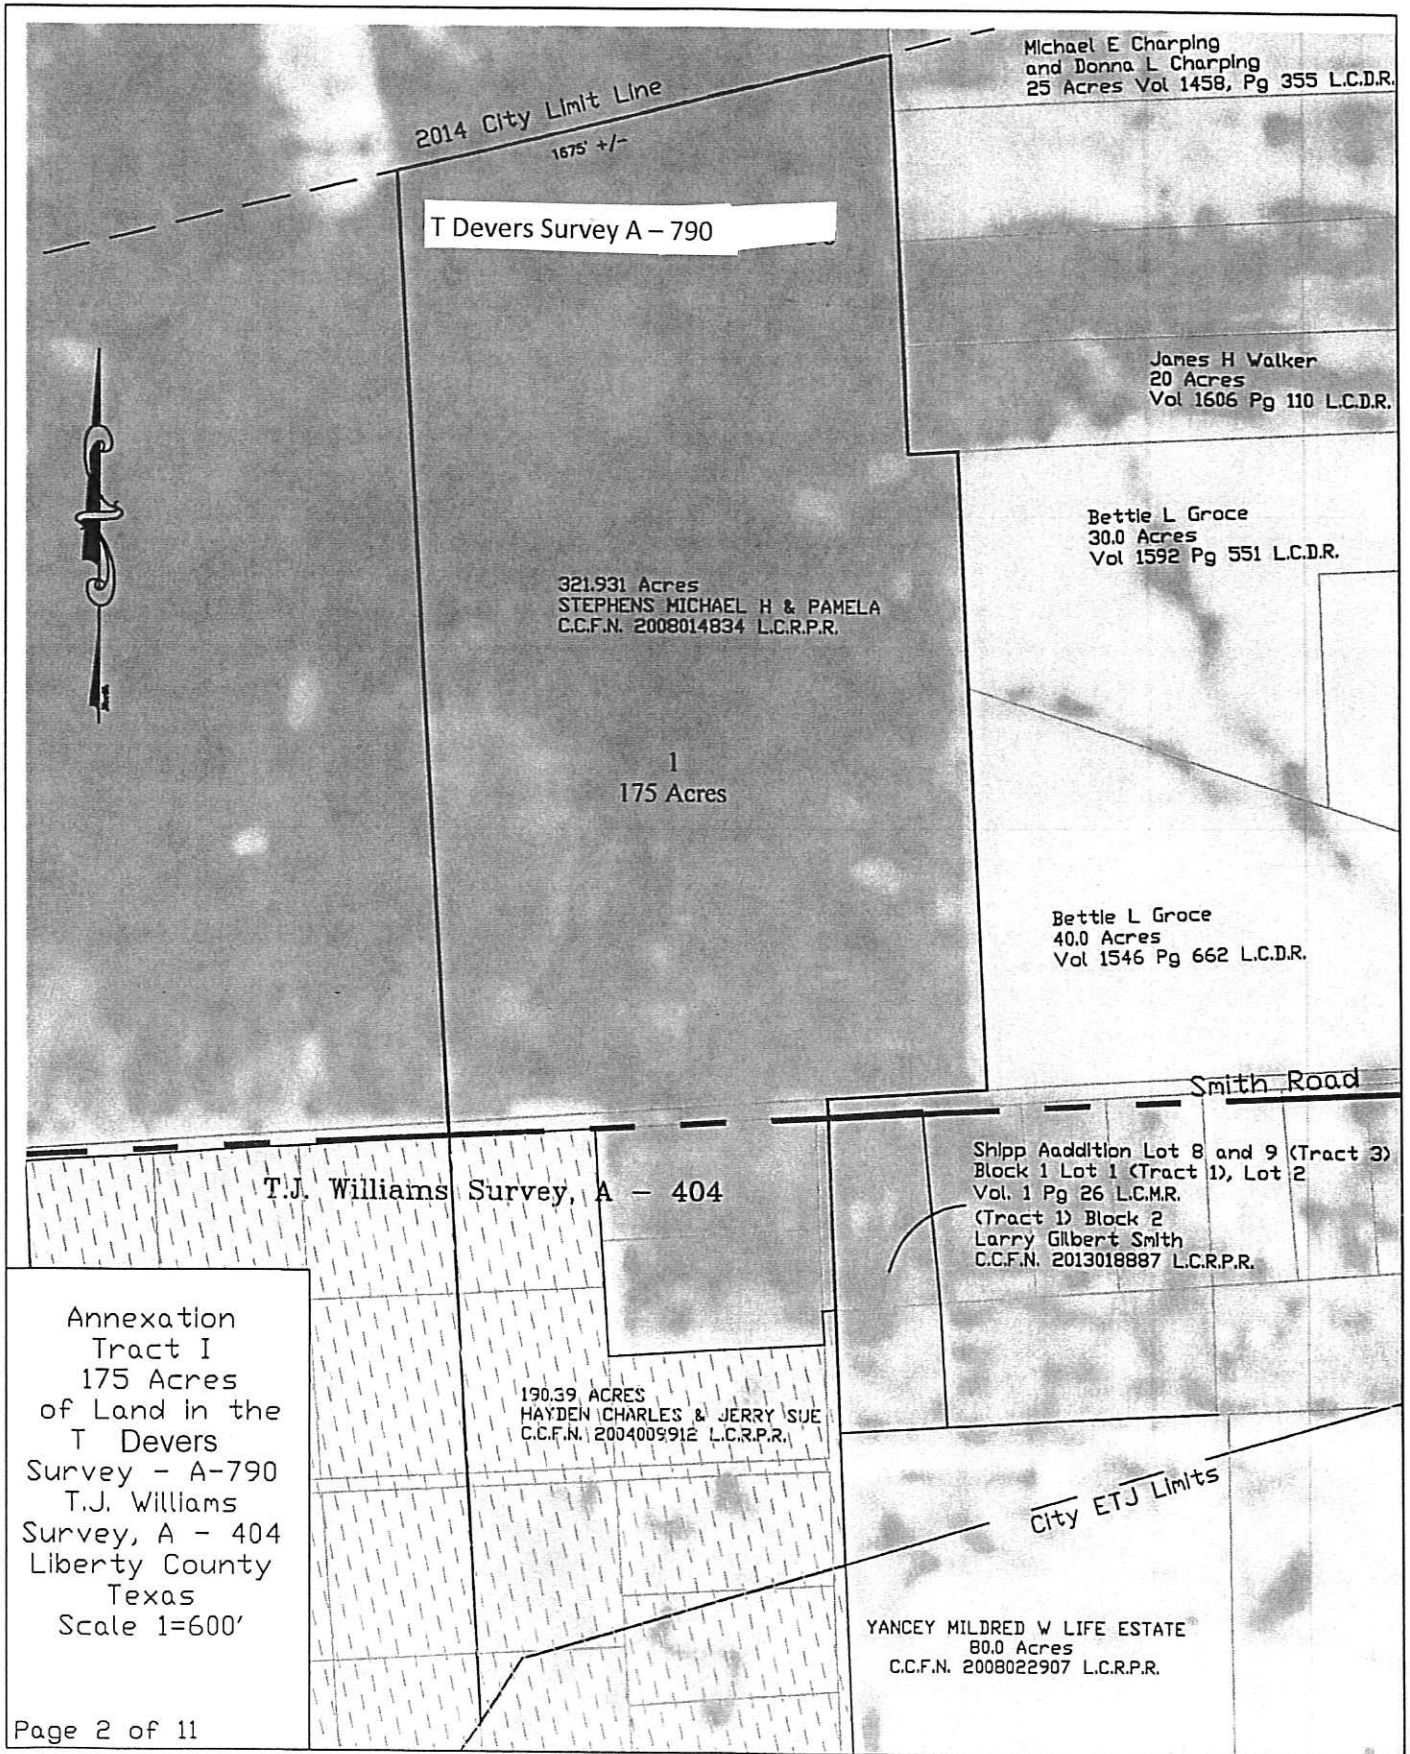 Michael E Charping
and Donna L Charping
25 Acres Vol 1458, Pg 355 L.C.D.R.
2014 City Limit Line
1675' +/-
T Devers Survey A – 790
James H Walker
20 Acres
Vol 1606 Pg 110 L.C.D.R.
Bettie L Groce
30.0 Acres
Vol 1592 Pg 551 L.C.D.R.
North
321.931 Acres
STEPHENS MICHAEL H & PAMELA
C.C.F.N. 2008014834 L.C.R.P.R.
1
175 Acres
Bettie L Groce
40.0 Acres
Vol 1546 Pg 662 L.C.D.R.
Smith Road
Shipp Aaddition Lot 8 and 9 (Tract 3)
Block 1 Lot 1 (Tract 1), Lot 2
Vol. 1 Pg 26 L.C.M.R.
(Tract 1) Block 2
Larry Gilbert Smith
C.C.F.N. 2013018887 L.C.R.P.R.
T.J. Williams Survey, A – 404
190.39 ACRES
HAYDEN CHARLES & JERRY SUE
C.C.F.N. 2004009912 L.C.R.P.R.
City ETJ Limits
YANCEY MILDRED W LIFE ESTATE
80.0 Acres
C.C.F.N. 2008022907 L.C.R.P.R.
Annexation
Tract I
175 Acres
of Land in the
T Devers
Survey - A-790
T.J. Williams
Survey, A - 404
Liberty County
Texas
Scale 1=600'
Page 2 of 11